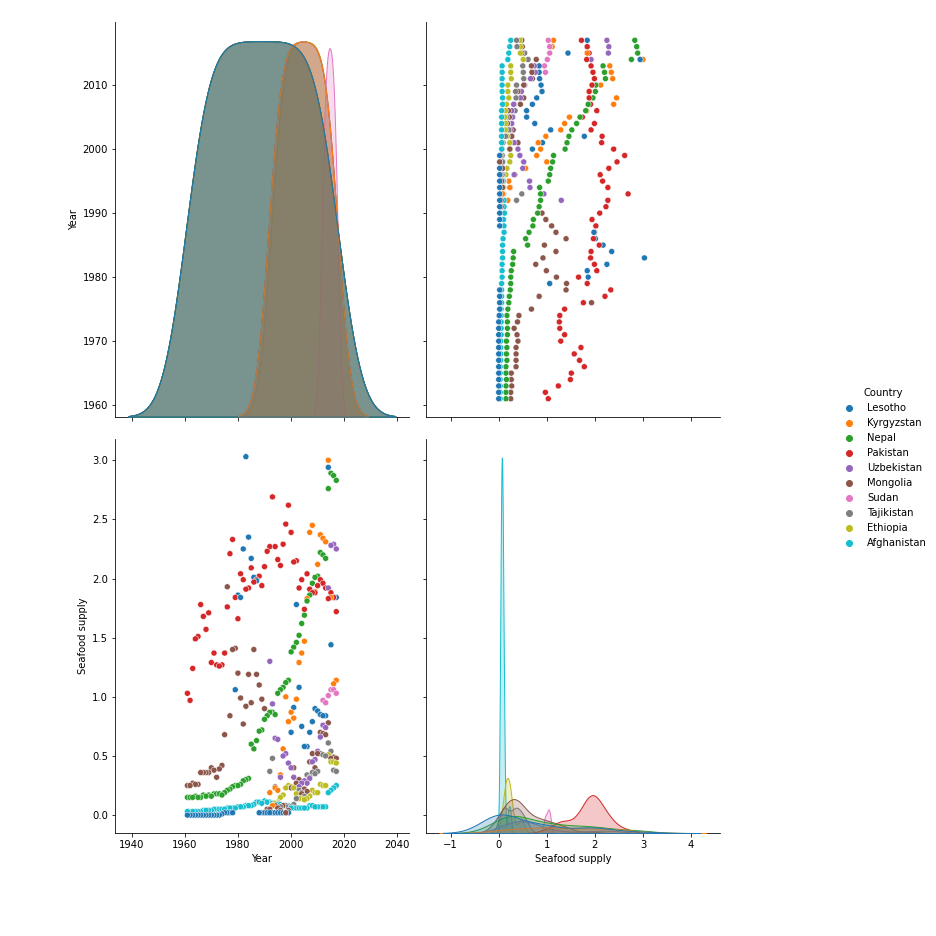 2010
2000
1990
1980
1970
1960
Year
Country
Lesotho
Kyrgyzstan
Nepal
Pakistan
Uzbekistan
Mongolia
Sudan
Tajikistan
Ethiopia
Afghanistan
3.0
2.5
2.0
1.5
1.0
0.5
0.0
Seafood supply
1940 1960 1980 2000 2020 2040
Year
−1 0 1 2 3 4
Seafood supply